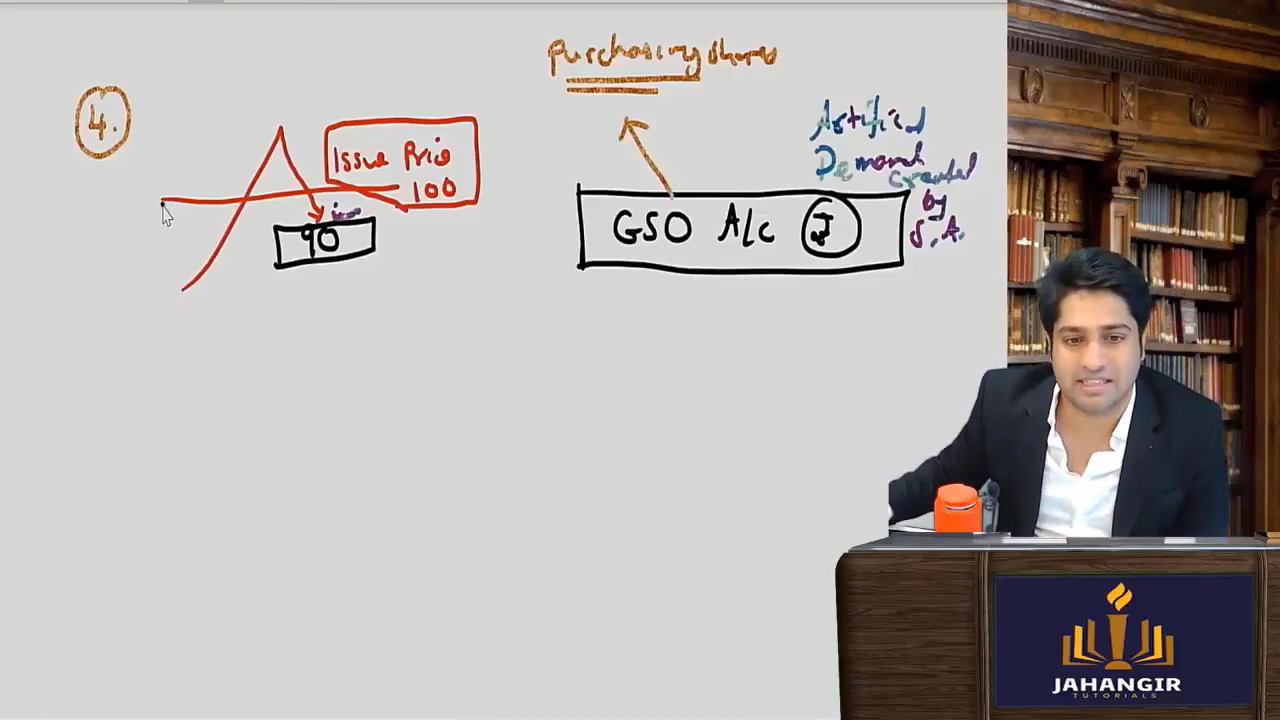 purchasing shares
4.
Issue Price
100
90
GSO A/c
Artificial
Demand
created
by
S.A.
JAHANGIR
TUTORIALS